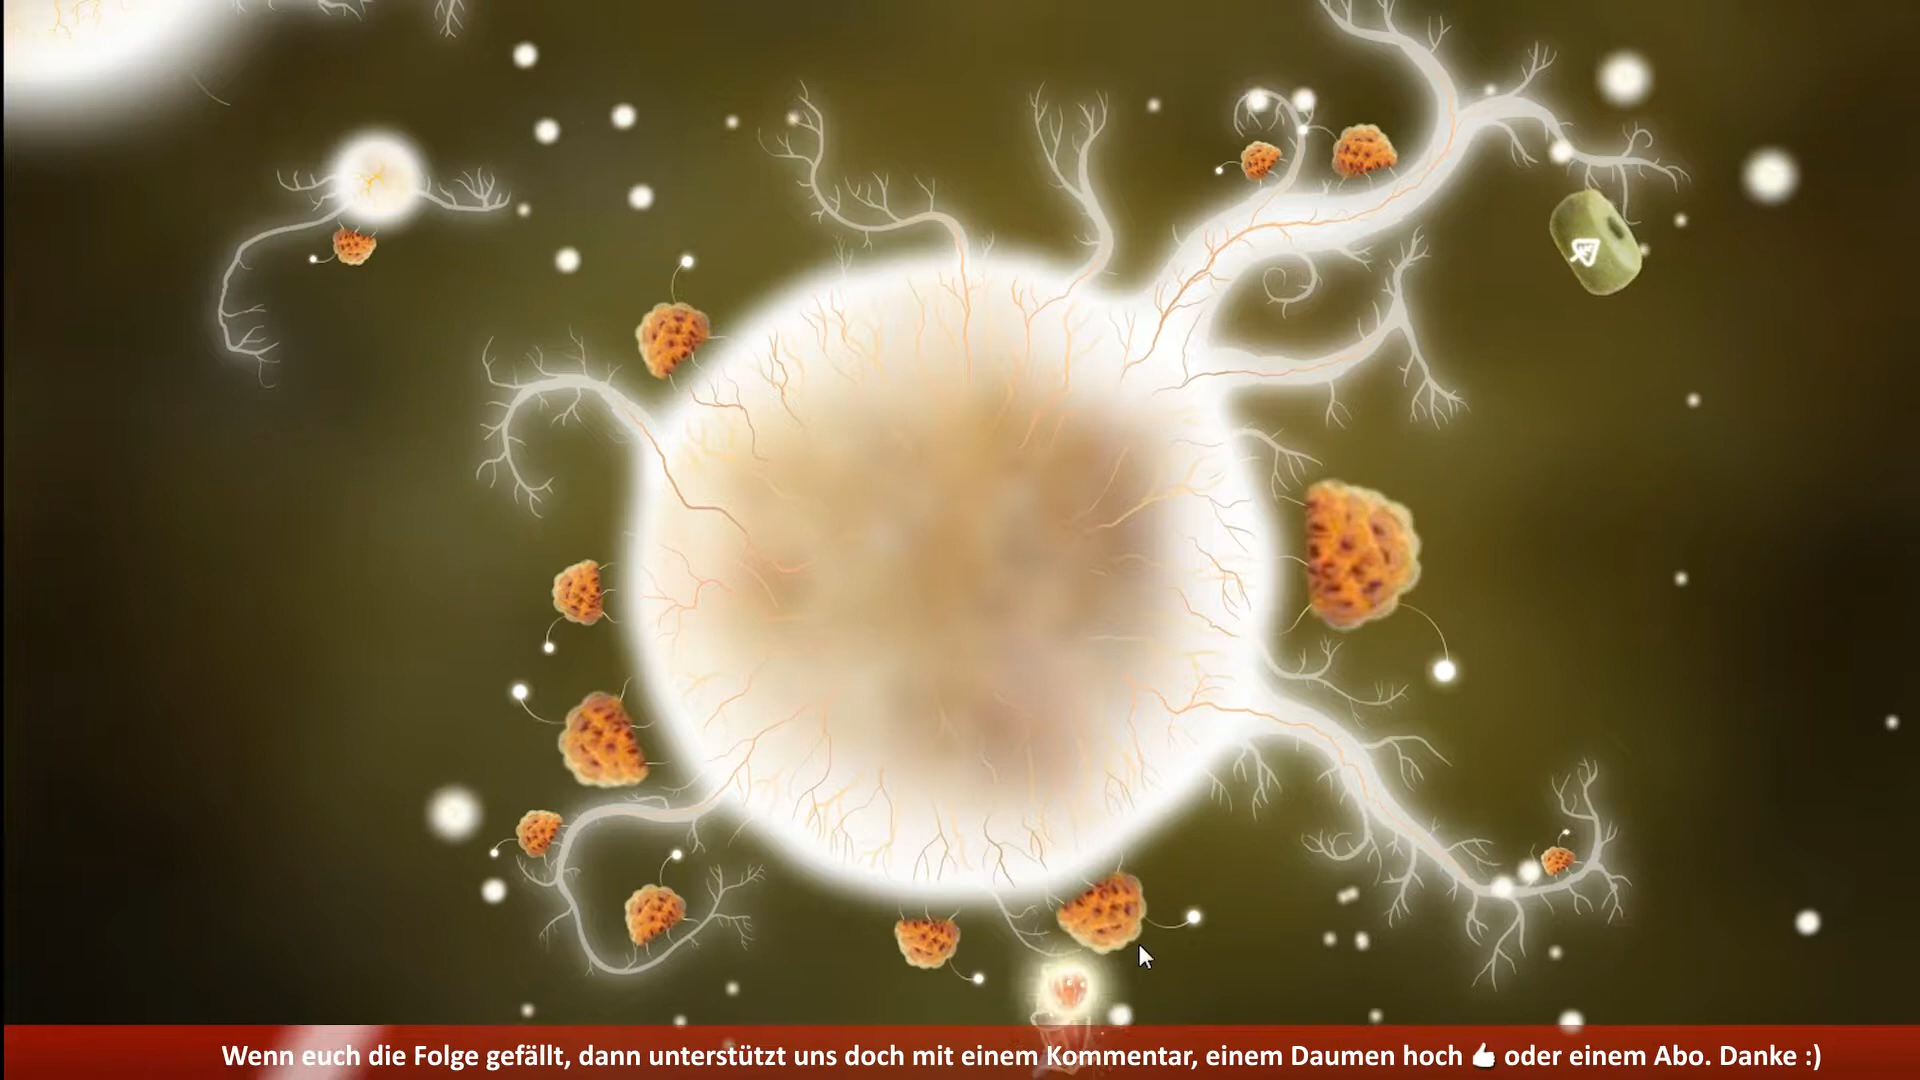 Wenn euch die Folge gefällt, dann unterstützt uns doch mit einem Kommentar, einem Daumen hoch 👍 oder einem Abo. Danke :)